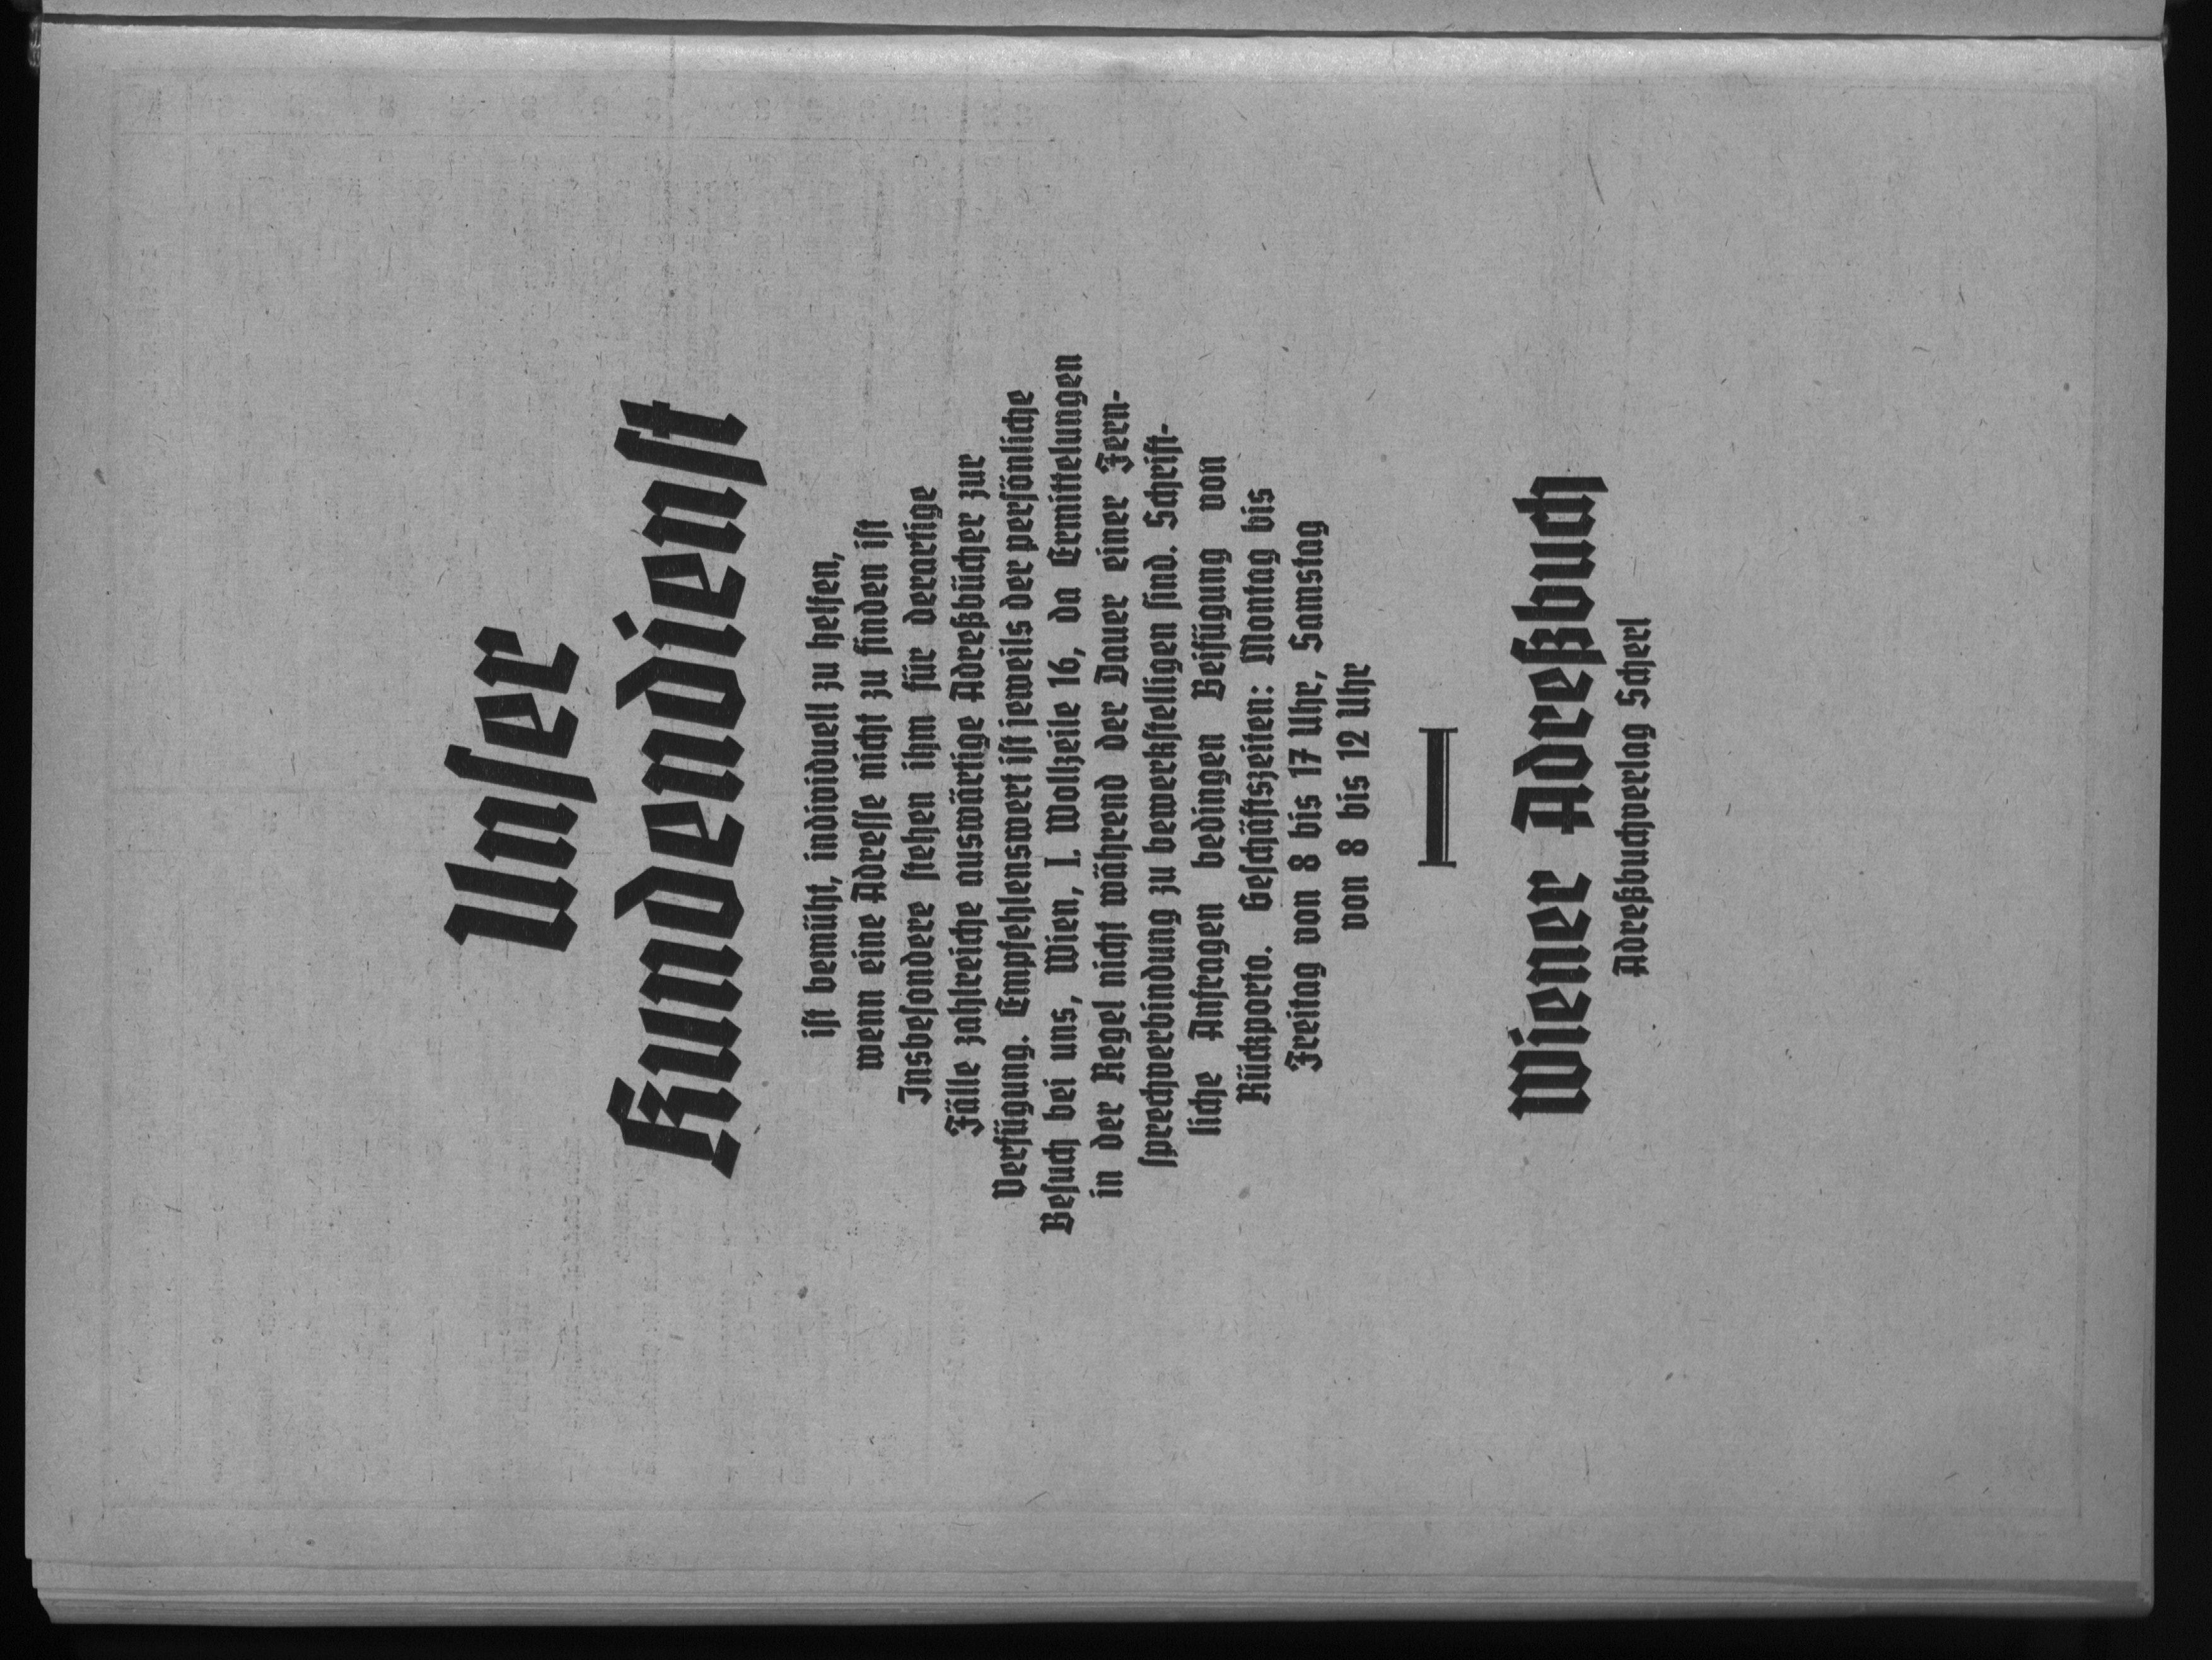 Unser
Kundendienst
ist bemüht, individuell zu helfen,
wenn eine Adresse nicht zu finden ist
Insbesondere stehen ihm für derartige
Fälle zahlreiche auswärtige Adreßbücher zur
Verfügung. Empfehlenswert ist jeweils der persönliche
Besuch bei uns, Wien, I. Wollzeile 16, da Ermittelungen
in der Regel nicht während der Dauer einer Fern-
sprechverbindung zu bewerkstelligen sind. Schrift-
liche Anfragen bedingen Beifügung von
Rückporto. Geschäftszeiten: Montag bis
Freitag von 8 bis 17 Uhr, Samstag
von 8 bis 12 Uhr
Wiener Adreßbuch
Adreßbuchverlag Scherl